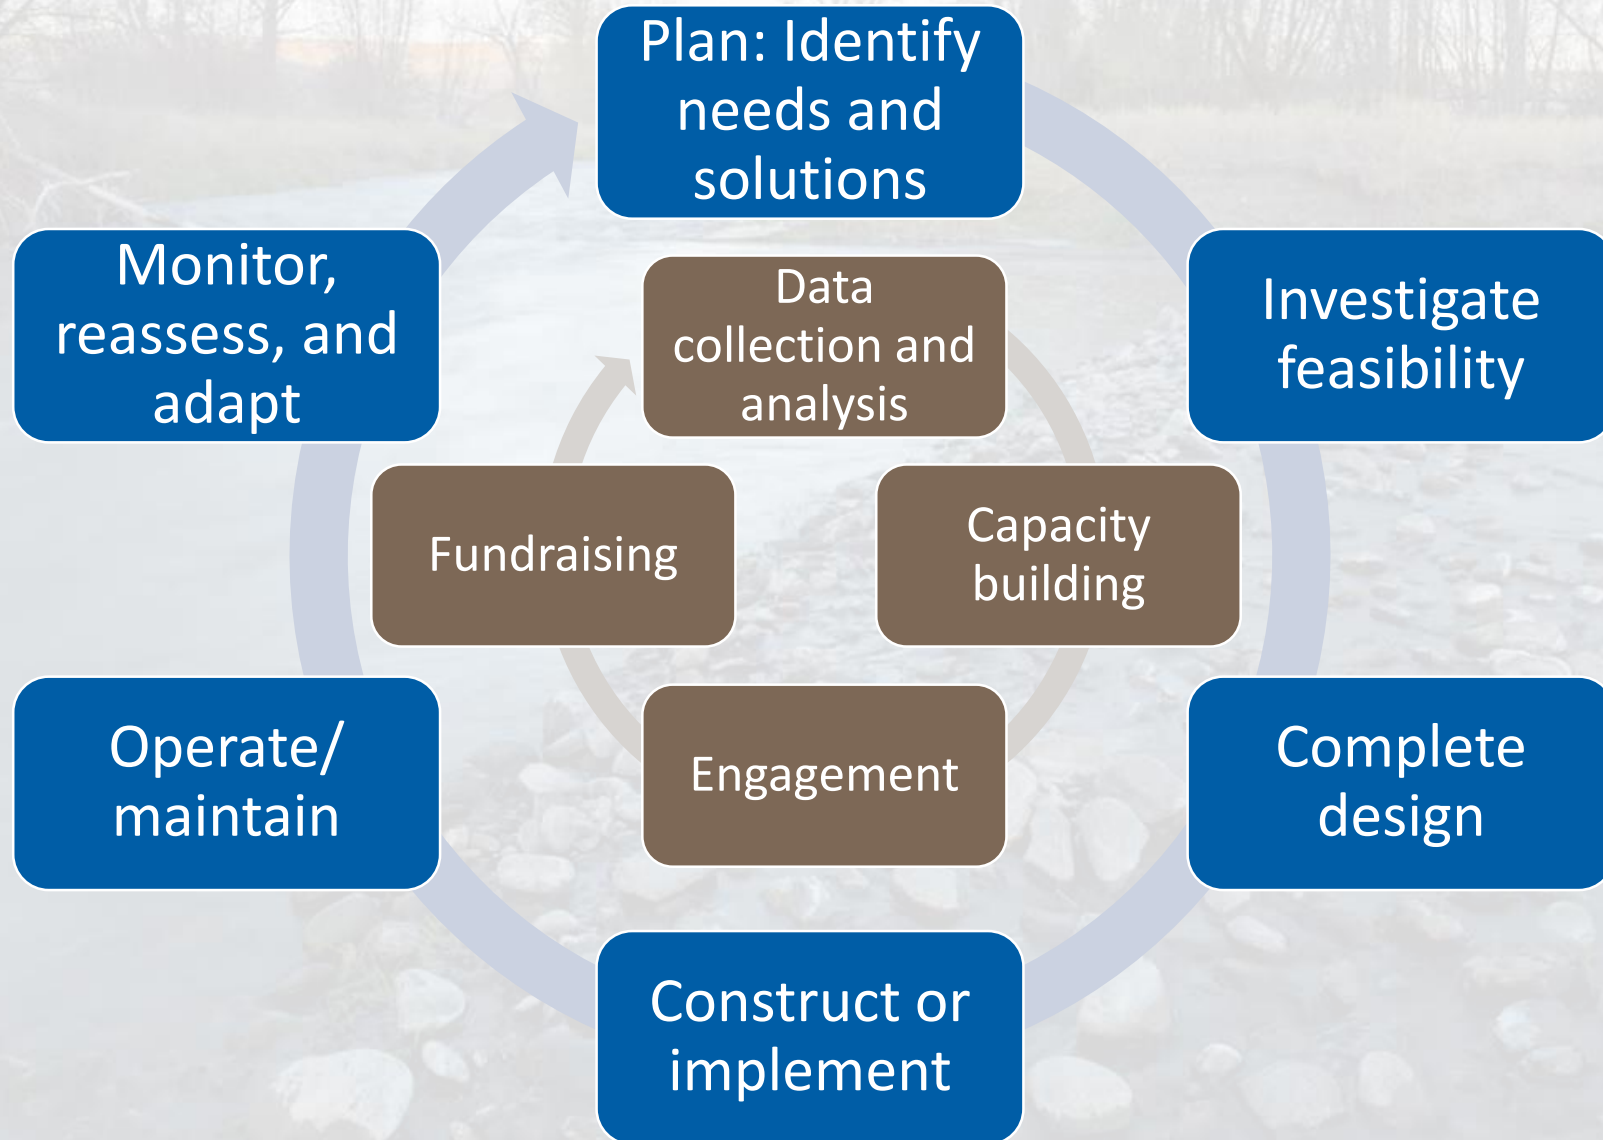 Plan: Identify
needs and
solutions
Investigate
feasibility
Complete
design
Construct or
implement
Operate/
maintain
Monitor,
reassess, and
adapt
Data
collection and
analysis
Capacity
building
Engagement
Fundraising